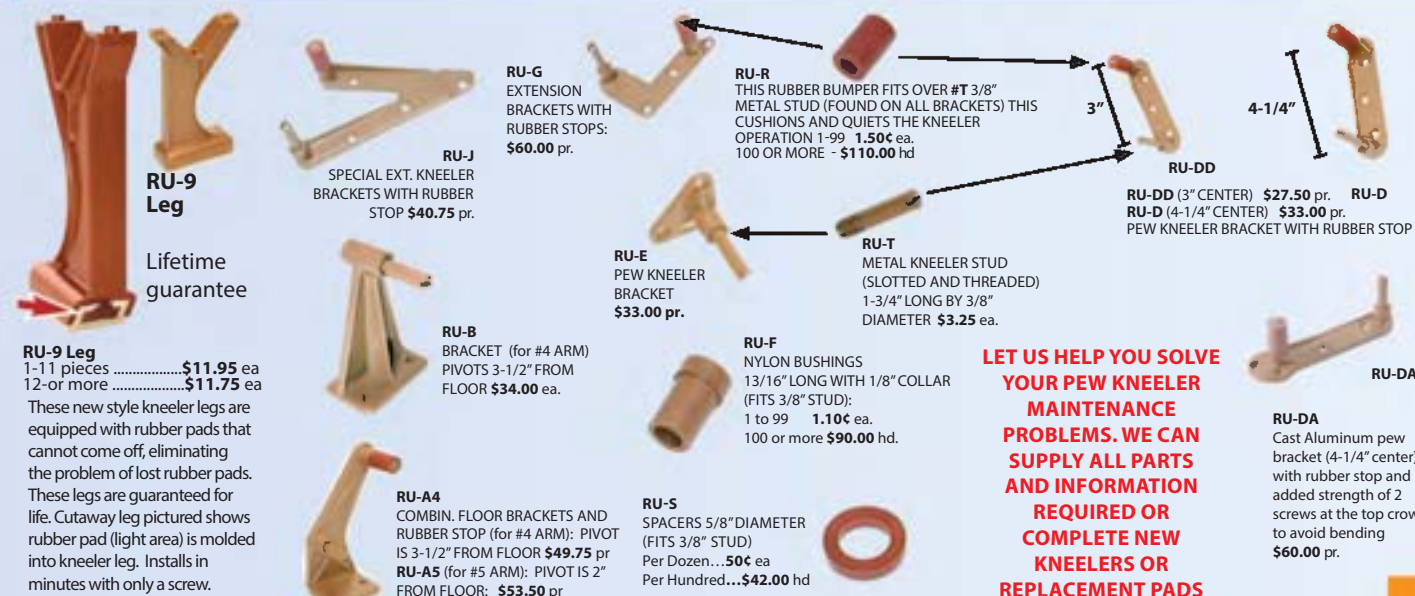 RU-9
Leg
Lifetime
guarantee
RU-9 Leg
1-11 pieces ..................$11.95 ea
12-or more ...................$11.75 ea
These new style kneeler legs are
equipped with rubber pads that
cannot come off, eliminating
the problem of lost rubber pads.
These legs are guaranteed for
life. Cutaway leg pictured shows
rubber pad (light area) is molded
into kneeler leg. Installs in
minutes with only a screw.
RU-J
SPECIAL EXT. KNEELER
BRACKETS WITH RUBBER
STOP $40.75 pr.
RU-G
EXTENSION
BRACKETS WITH
RUBBER STOPS:
$60.00 pr.
RU-B
BRACKET (for #4 ARM)
PIVOTS 3-1/2" FROM
FLOOR $34.00 ea.
RU-A4
COMBIN. FLOOR BRACKETS AND
RUBBER STOP (for #4 ARM): PIVOT
IS 3-1/2" FROM FLOOR $49.75 pr
RU-A5 (for #5 ARM): PIVOT IS 2"
FROM FLOOR: $53.50 pr
RU-R
THIS RUBBER BUMPER FITS OVER #T 3/8"
METAL STUD (FOUND ON ALL BRACKETS) THIS
CUSHIONS AND QUIETS THE KNEELER
OPERATION 1-99 1.50¢ ea.
100 OR MORE - $110.00 hd
RU-E
PEW KNEELER
BRACKET
$33.00 pr.
RU-T
METAL KNEELER STUD
(SLOTTED AND THREADED)
1-3/4" LONG BY 3/8"
DIAMETER $3.25 ea.
RU-F
NYLON BUSHINGS
13/16" LONG WITH 1/8" COLLAR
(FITS 3/8" STUD):
1 to 99 1.10¢ ea.
100 or more $90.00 hd.
RU-S
SPACERS 5/8" DIAMETER
(FITS 3/8" STUD)
Per Dozen...50¢ ea
Per Hundred...$42.00 hd
3"
RU-DD
4-1/4"
RU-D
RU-DD (3" CENTER) $27.50 pr.
RU-D (4-1/4" CENTER) $33.00 pr.
PEW KNEELER BRACKET WITH RUBBER STOP
LET US HELP YOU SOLVE
YOUR PEW KNEELER
MAINTENANCE
PROBLEMS. WE CAN
SUPPLY ALL PARTS
AND INFORMATION
REQUIRED OR
COMPLETE NEW
KNEELERS OR
REPLACEMENT PADS
RU-DA
RU-DA
Cast Aluminum pew
bracket (4-1/4" center)
with rubber stop and
added strength of 2
screws at the top crow
to avoid bending
$60.00 pr.